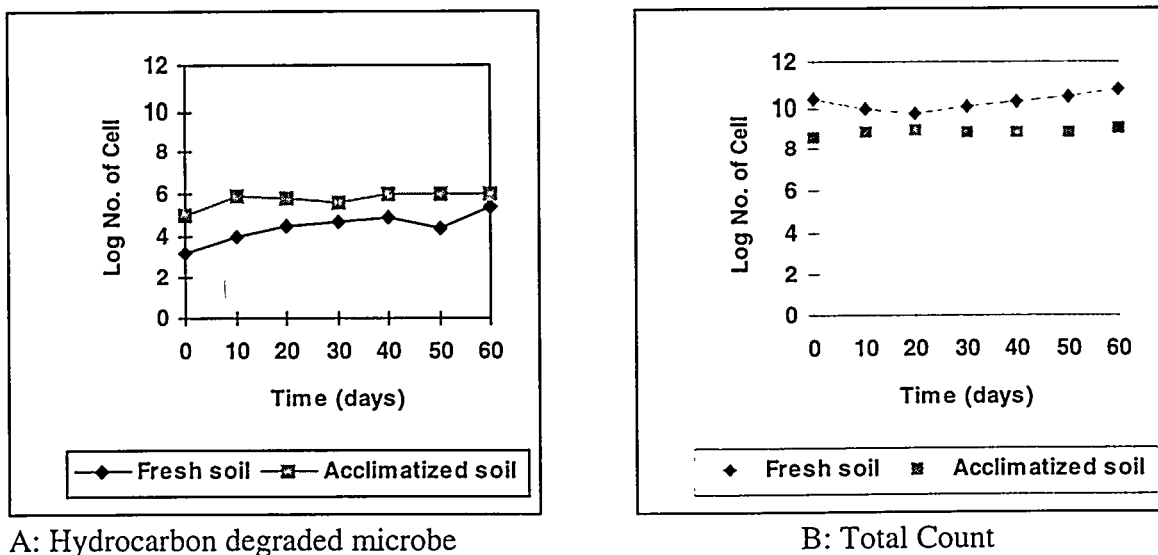 12
10
8
6
4
2
0
Log No. of Cell
0 10 20 30 40 50 60
Time (days)
Fresh soil Acclimatized soil
A: Hydrocarbon degraded microbe
12
10
8
6
4
2
0
Log No. of Cell
0 10 20 30 40 50 60
Time (days)
Fresh soil Acclimatized soil
B: Total Count